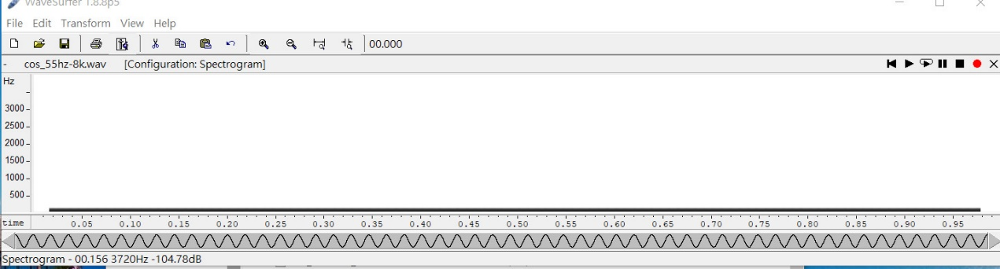 WaveSurfer 1.8.8p5
File Edit Transform View Help
00.000
- cos_55hz-8k.wav [Configuration: Spectrogram]
Hz
3000
2500
2000
1500
1000
500
time 0.05 0.10 0.15 0.20 0.25 0.30 0.35 0.40 0.45 0.50 0.55 0.60 0.65 0.70 0.75 0.80 0.85 0.90 0.95
Spectrogram - 00.156 3720Hz -104.78dB